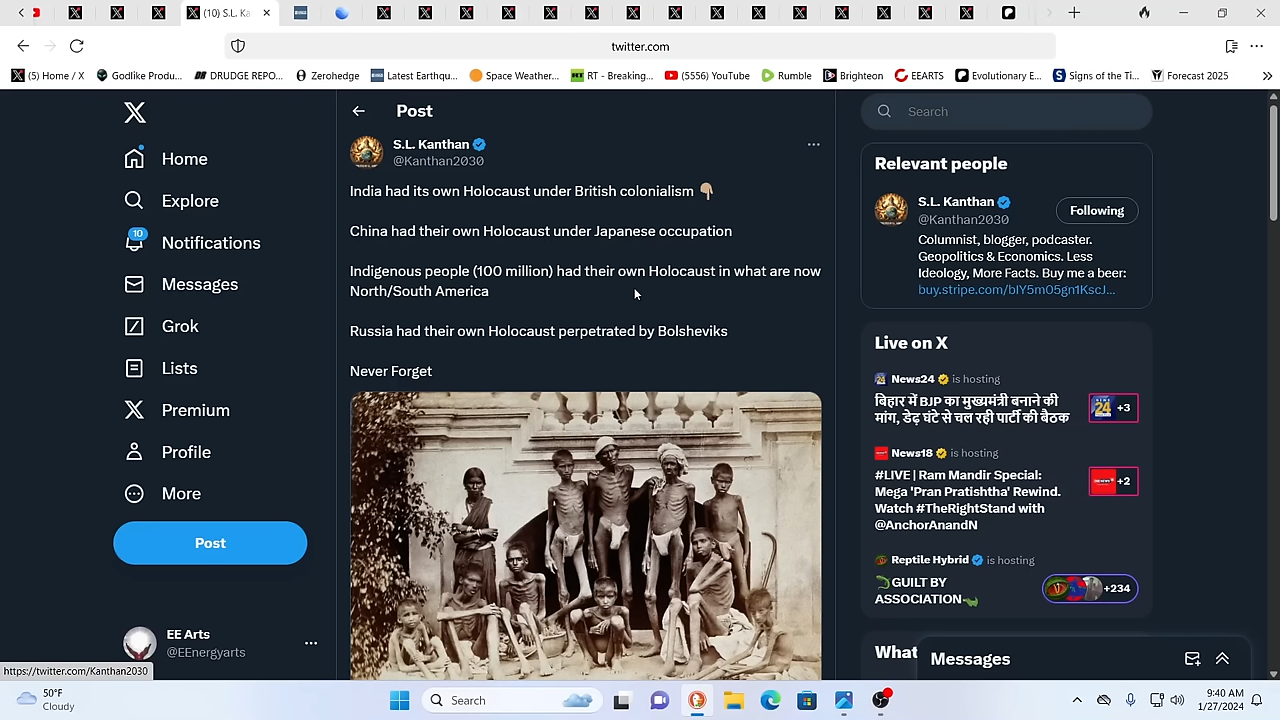 (10) S.L. Ka
twitter.com
(5) Home / X
Godlike Produ...
DRUDGE REPO...
Zerohedge
Latest Earthqu...
Space Weather...
RT - Breaking...
(5556) YouTube
Rumble
Brighteon
EEARTS
Evolutionary E...
Signs of the Ti...
Forecast 2025
Home
Explore
10
Notifications
Messages
Grok
Lists
Premium
Profile
More
Post
EE Arts
@EEnergyarts
https://twitter.com/Kanthan2030
Post
S.L. Kanthan
@Kanthan2030
India had its own Holocaust under British colonialism 👇🏽
China had their own Holocaust under Japanese occupation
Indigenous people (100 million) had their own Holocaust in what are now
North/South America
Russia had their own Holocaust perpetrated by Bolsheviks
Never Forget
Search
Relevant people
S.L. Kanthan
@Kanthan2030
Following
Columnist, blogger, podcaster.
Geopolitics & Economics. Less
Ideology, More Facts. Buy me a beer:
buy.stripe.com/bIY5mO5gn1KscJ...
Live on X
News24 is hosting
बिहार में BJP का मुख्यमंत्री बनाने की
मांग, डेढ़ घंटे से चल रही पार्टी की बैठक
+3
News18 is hosting
#LIVE | Ram Mandir Special:
Mega 'Pran Pratishtha' Rewind.
Watch #TheRightStand with
@AnchorAnandN
+2
Reptile Hybrid is hosting
🦎GUILT BY
ASSOCIATION🐊
+234
What
Messages
50°F
Cloudy
Search
9:40 AM
1/27/2024